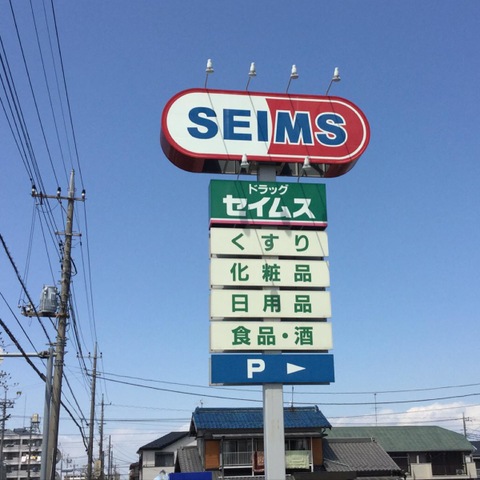 SEIMS
ドラッグ
セイムス
くすり
化粧品
日用品
食品・酒
P